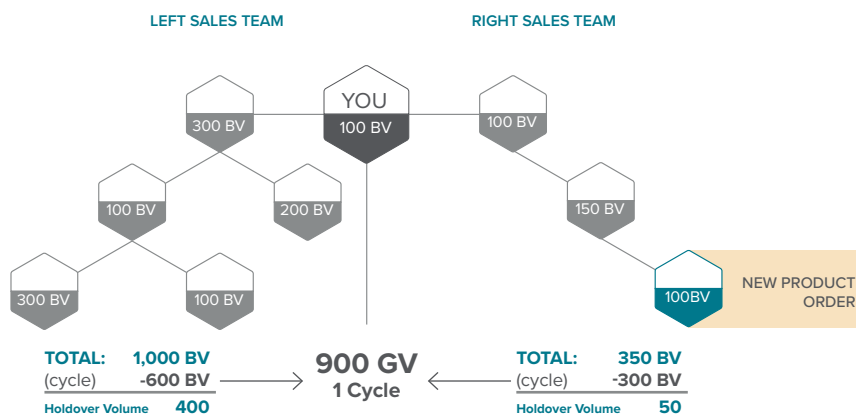 LEFT SALES TEAM
RIGHT SALES TEAM
YOU
100 BV
300 BV
100 BV
100 BV
200 BV
150 BV
300 BV
100 BV
100BV
NEW PRODUCT
ORDER
TOTAL: 1,000 BV
(cycle) -600 BV
Holdover Volume 400
900 GV
1 Cycle
TOTAL: 350 BV
(cycle) -300 BV
Holdover Volume 50